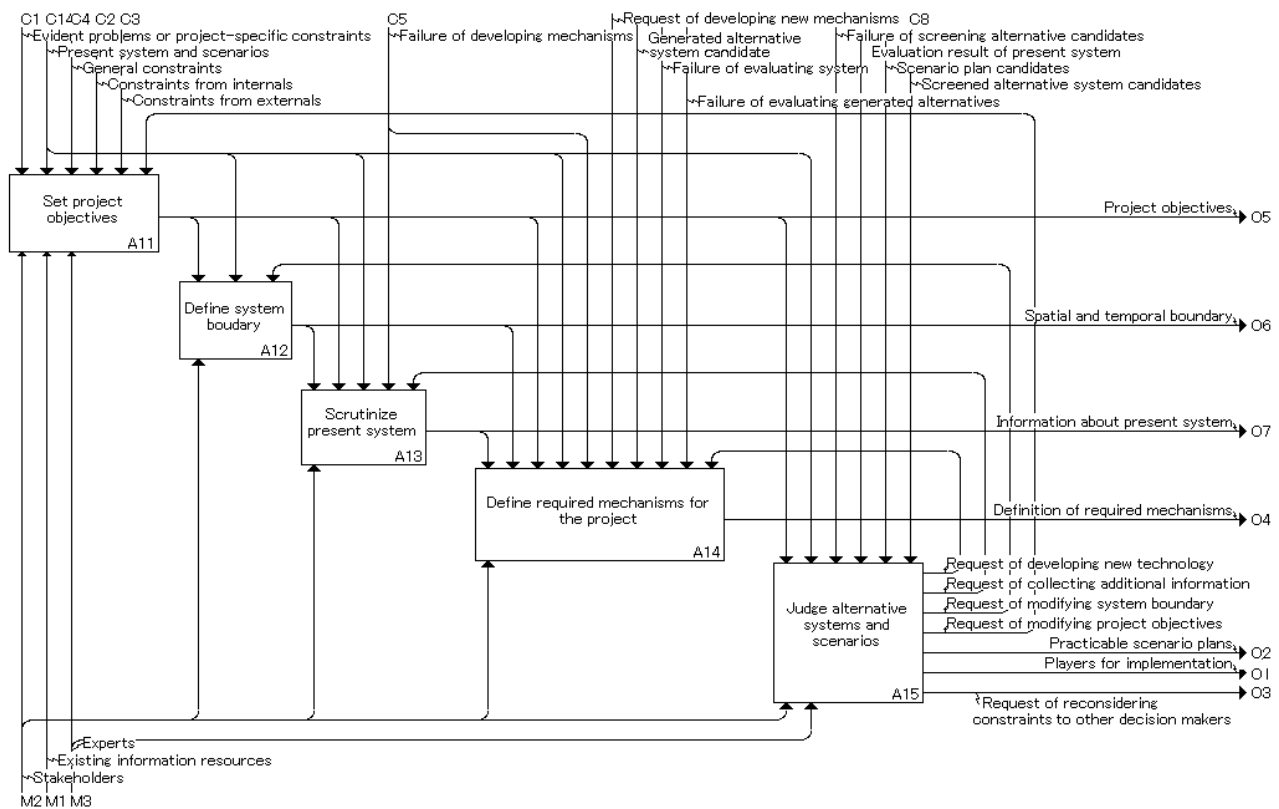 C1 C14 C4 C2 C3
C5
C8
Evident problems or project-specific constraints
Present system and scenarios
General constraints
Constraints from internals
Constraints from externals
Failure of developing mechanisms
Request of developing new mechanisms
Generated alternative
system candidate
Failure of evaluating system
Failure of evaluating generated alternatives
Failure of screening alternative candidates
Evaluation result of present system
Scenario plan candidates
Screened alternative system candidates
Set project
objectives
A11
Project objectives
O5
Define system
boudary
A12
Spatial and temporal boundary
O6
Scrutinize
present system
A13
Information about present system
O7
Define required mechanisms for
the project
A14
Definition of required mechanisms
O4
Judge alternative
systems and
scenarios
A15
Request of developing new technology
Request of collecting additional information
Request of modifying system boundary
Request of modifying project objectives
Practicable scenario plans
O2
Players for implementation
O1
O3
Request of reconsidering
constraints to other decision makers
Experts
Existing information resources
Stakeholders
M2 M1 M3